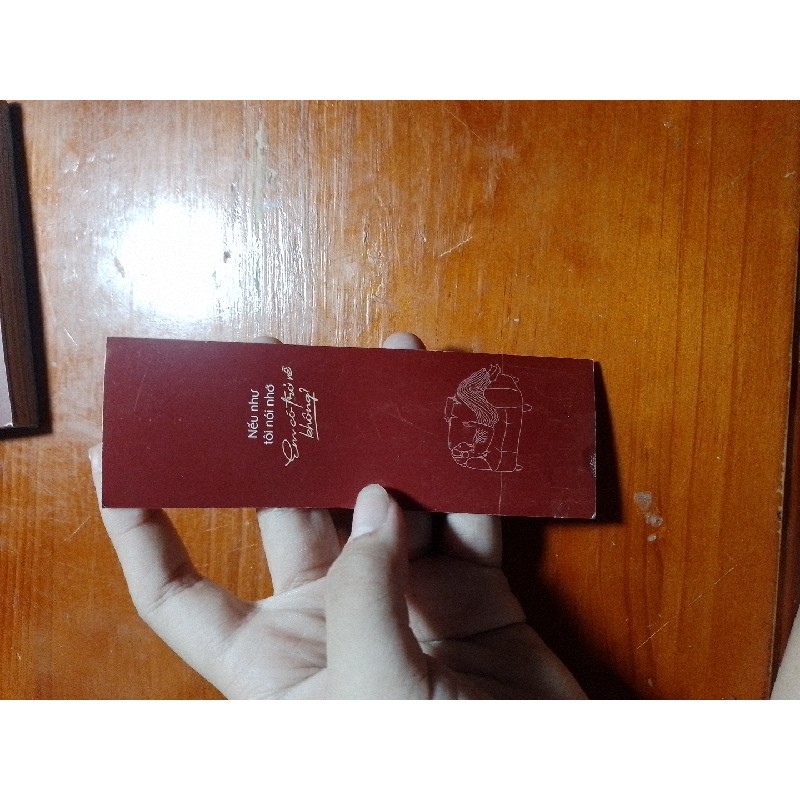 Nếu như
tôi nói nhớ
Em có trở về
không?